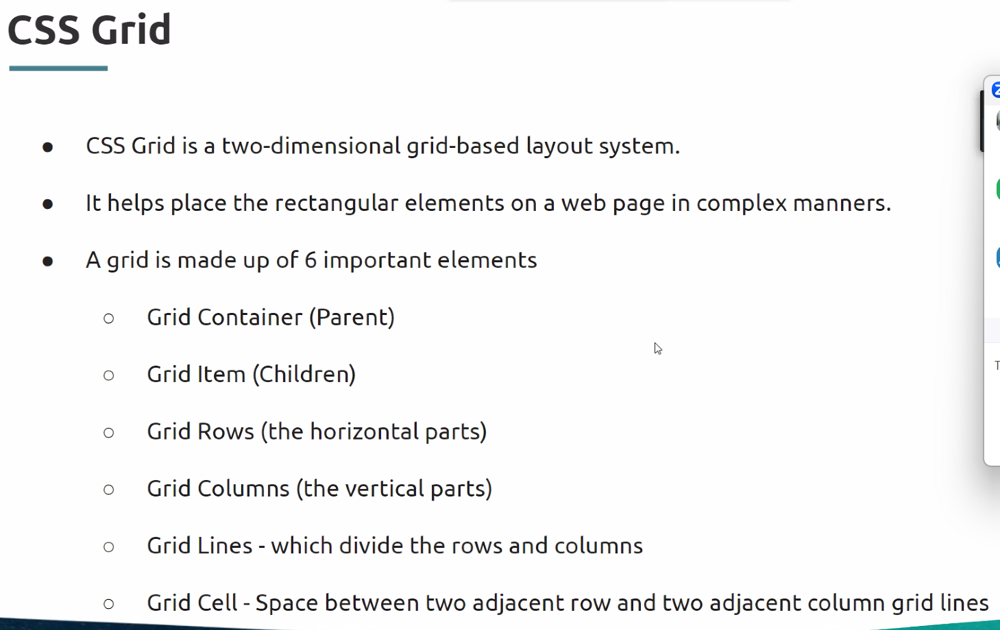 CSS Grid
● CSS Grid is a two-dimensional grid-based layout system.
● It helps place the rectangular elements on a web page in complex manners.
● A grid is made up of 6 important elements
○ Grid Container (Parent)
○ Grid Item (Children)
○ Grid Rows (the horizontal parts)
○ Grid Columns (the vertical parts)
○ Grid Lines - which divide the rows and columns
○ Grid Cell - Space between two adjacent row and two adjacent column grid lines